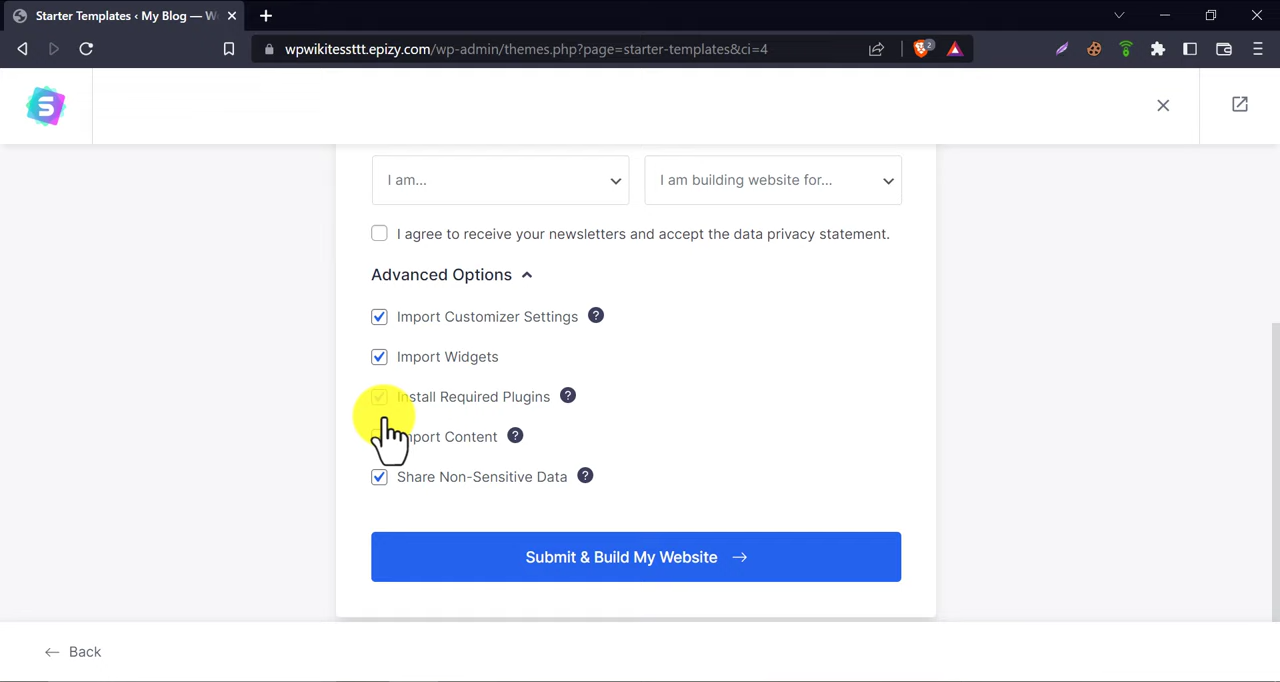 Starter Templates ‹ My Blog — W
wpwikitessttt.epizy.com/wp-admin/themes.php?page=starter-templates&ci=4
2
S
I am...
I am building website for...
I agree to receive your newsletters and accept the data privacy statement.
Advanced Options
Import Customizer Settings ?
Import Widgets
Install Required Plugins ?
Import Content ?
Share Non-Sensitive Data ?
Submit & Build My Website →
← Back